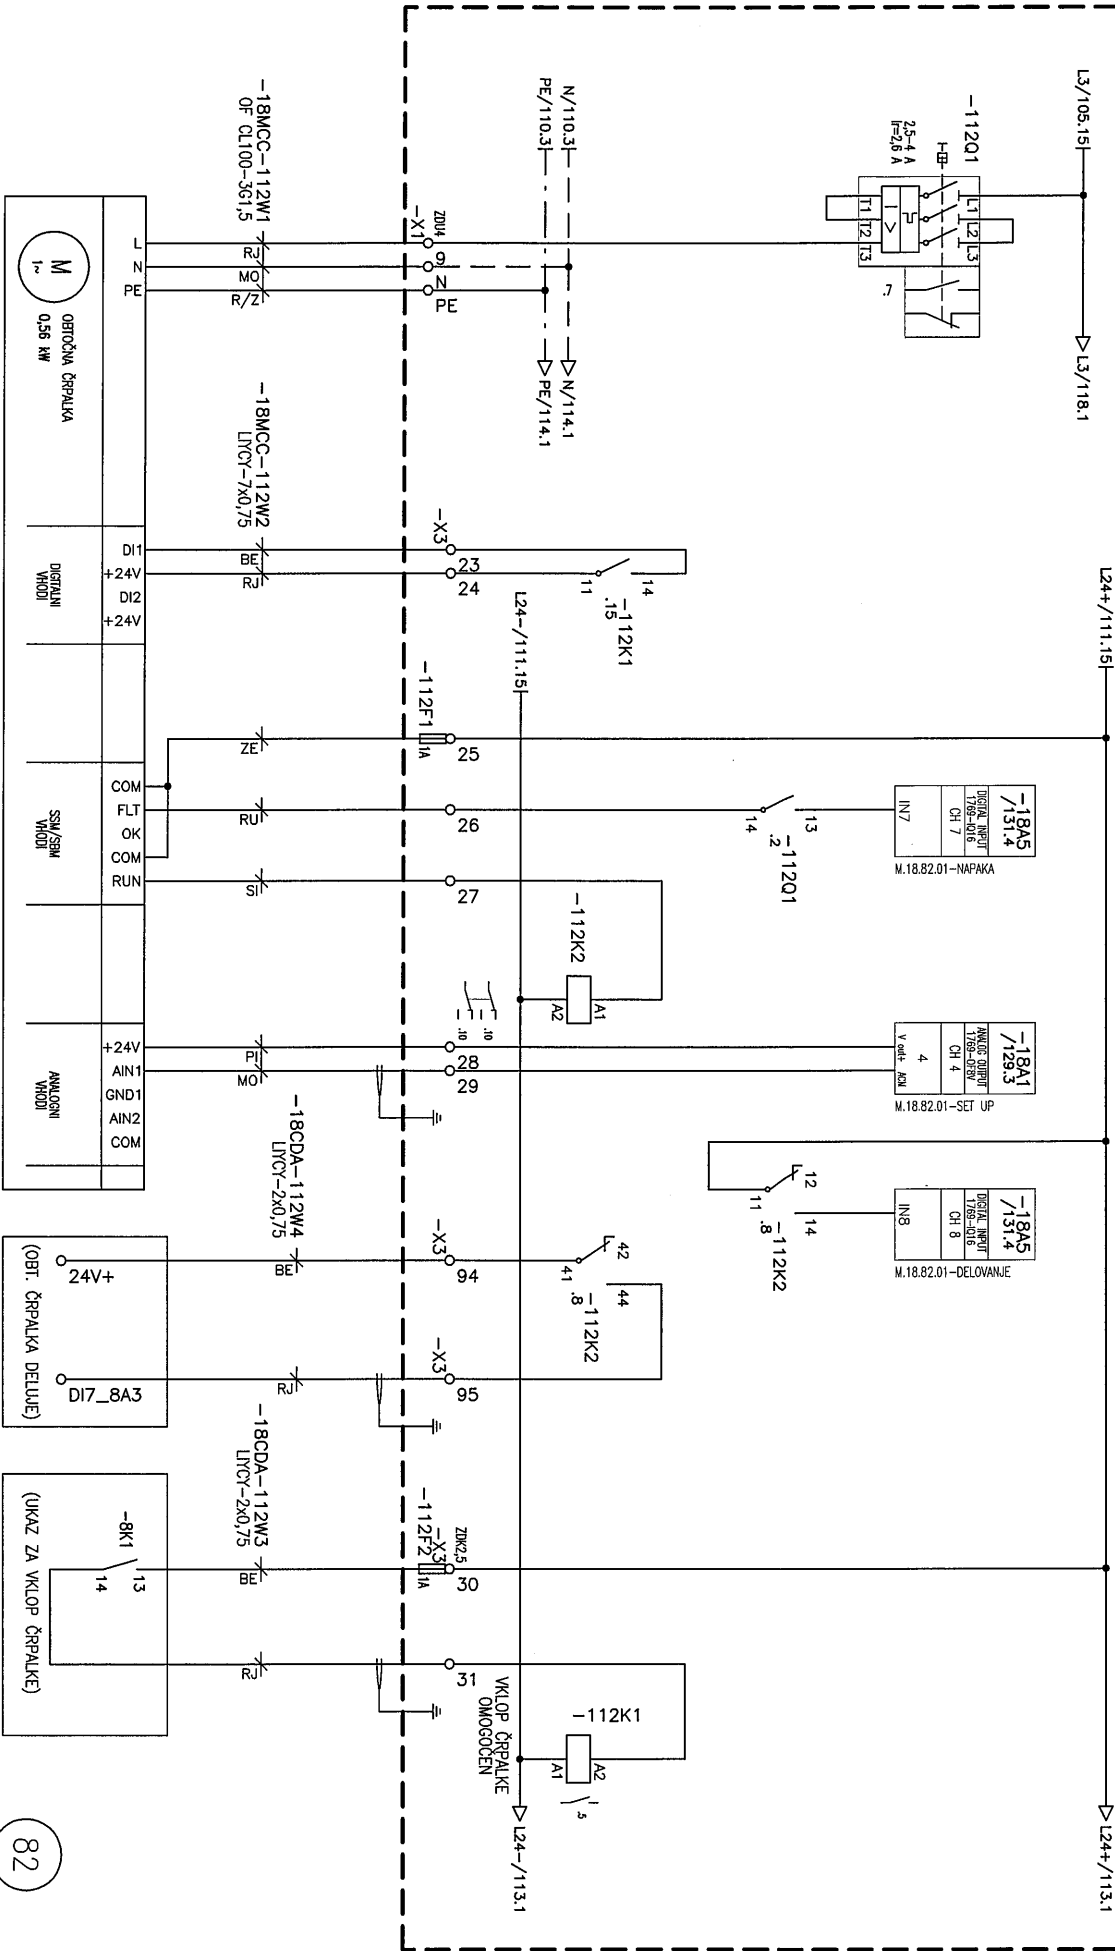 L3/105.15
L3/118.1
-112Q1
2,5-4 A
Ir=2,6 A
L1
L2
L3
T1
T2
T3
I >
.7
N/110.3
PE/110.3
N/114.1
PE/114.1
ZDU4
-X1
9
N
PE
-18MCC-112W1
OF CL100-3G1,5
RJ
MO
R/Z
L
N
PE
M
1~
OBTOČNA ČRPALKA
0,56 kW
-18MCC-112W2
LIYCY-7x0,75
-X3
23
24
BE
RJ
11
14
-112K1
.15
DI1
+24V
DI2
+24V
DIGITALNI
VHODI
L24+/111.15
L24-/111.15
-112F1
1A
25
26
27
ZE
RU
SI
COM
FLT
OK
COM
RUN
SSM/SBM
VHODI
14
13
-112Q1
.2
-18A5
/131.4
DIGITAL INPUT
1769-IQ16
CH 7
IN7
M.18.82.01-NAPAKA
-112K2
A1
A2
.10
.10
28
29
PI
MO
+24V
AIN1
GND1
AIN2
COM
ANALOGNI
VHODI
-18A1
/129.3
ANALOG OUTPUT
1769-OF8V
CH 4
4
V out+
ACN
M.18.82.01-SET UP
-18A5
/131.4
DIGITAL INPUT
1769-IQ16
CH 8
IN8
M.18.82.01-DELOVANJE
12
11
14
-112K2
.8
-18CDA-112W4
LIYCY-2x0,75
-X3
94
BE
42
41
44
-112K2
.8
-X3
95
RJ
24V+
DI7_8A3
(OBT. ČRPALKA DELUJE)
-18CDA-112W3
LIYCY-2x0,75
ZDK2,5
-X3
-112F2
1A
30
31
BE
RJ
-8K1
13
14
(UKAZ ZA VKLOP ČRPALKE)
VKLOP ČRPALKE
OMOGOČEN
-112K1
A2
A1
.5
L24-/113.1
L24+/113.1
82